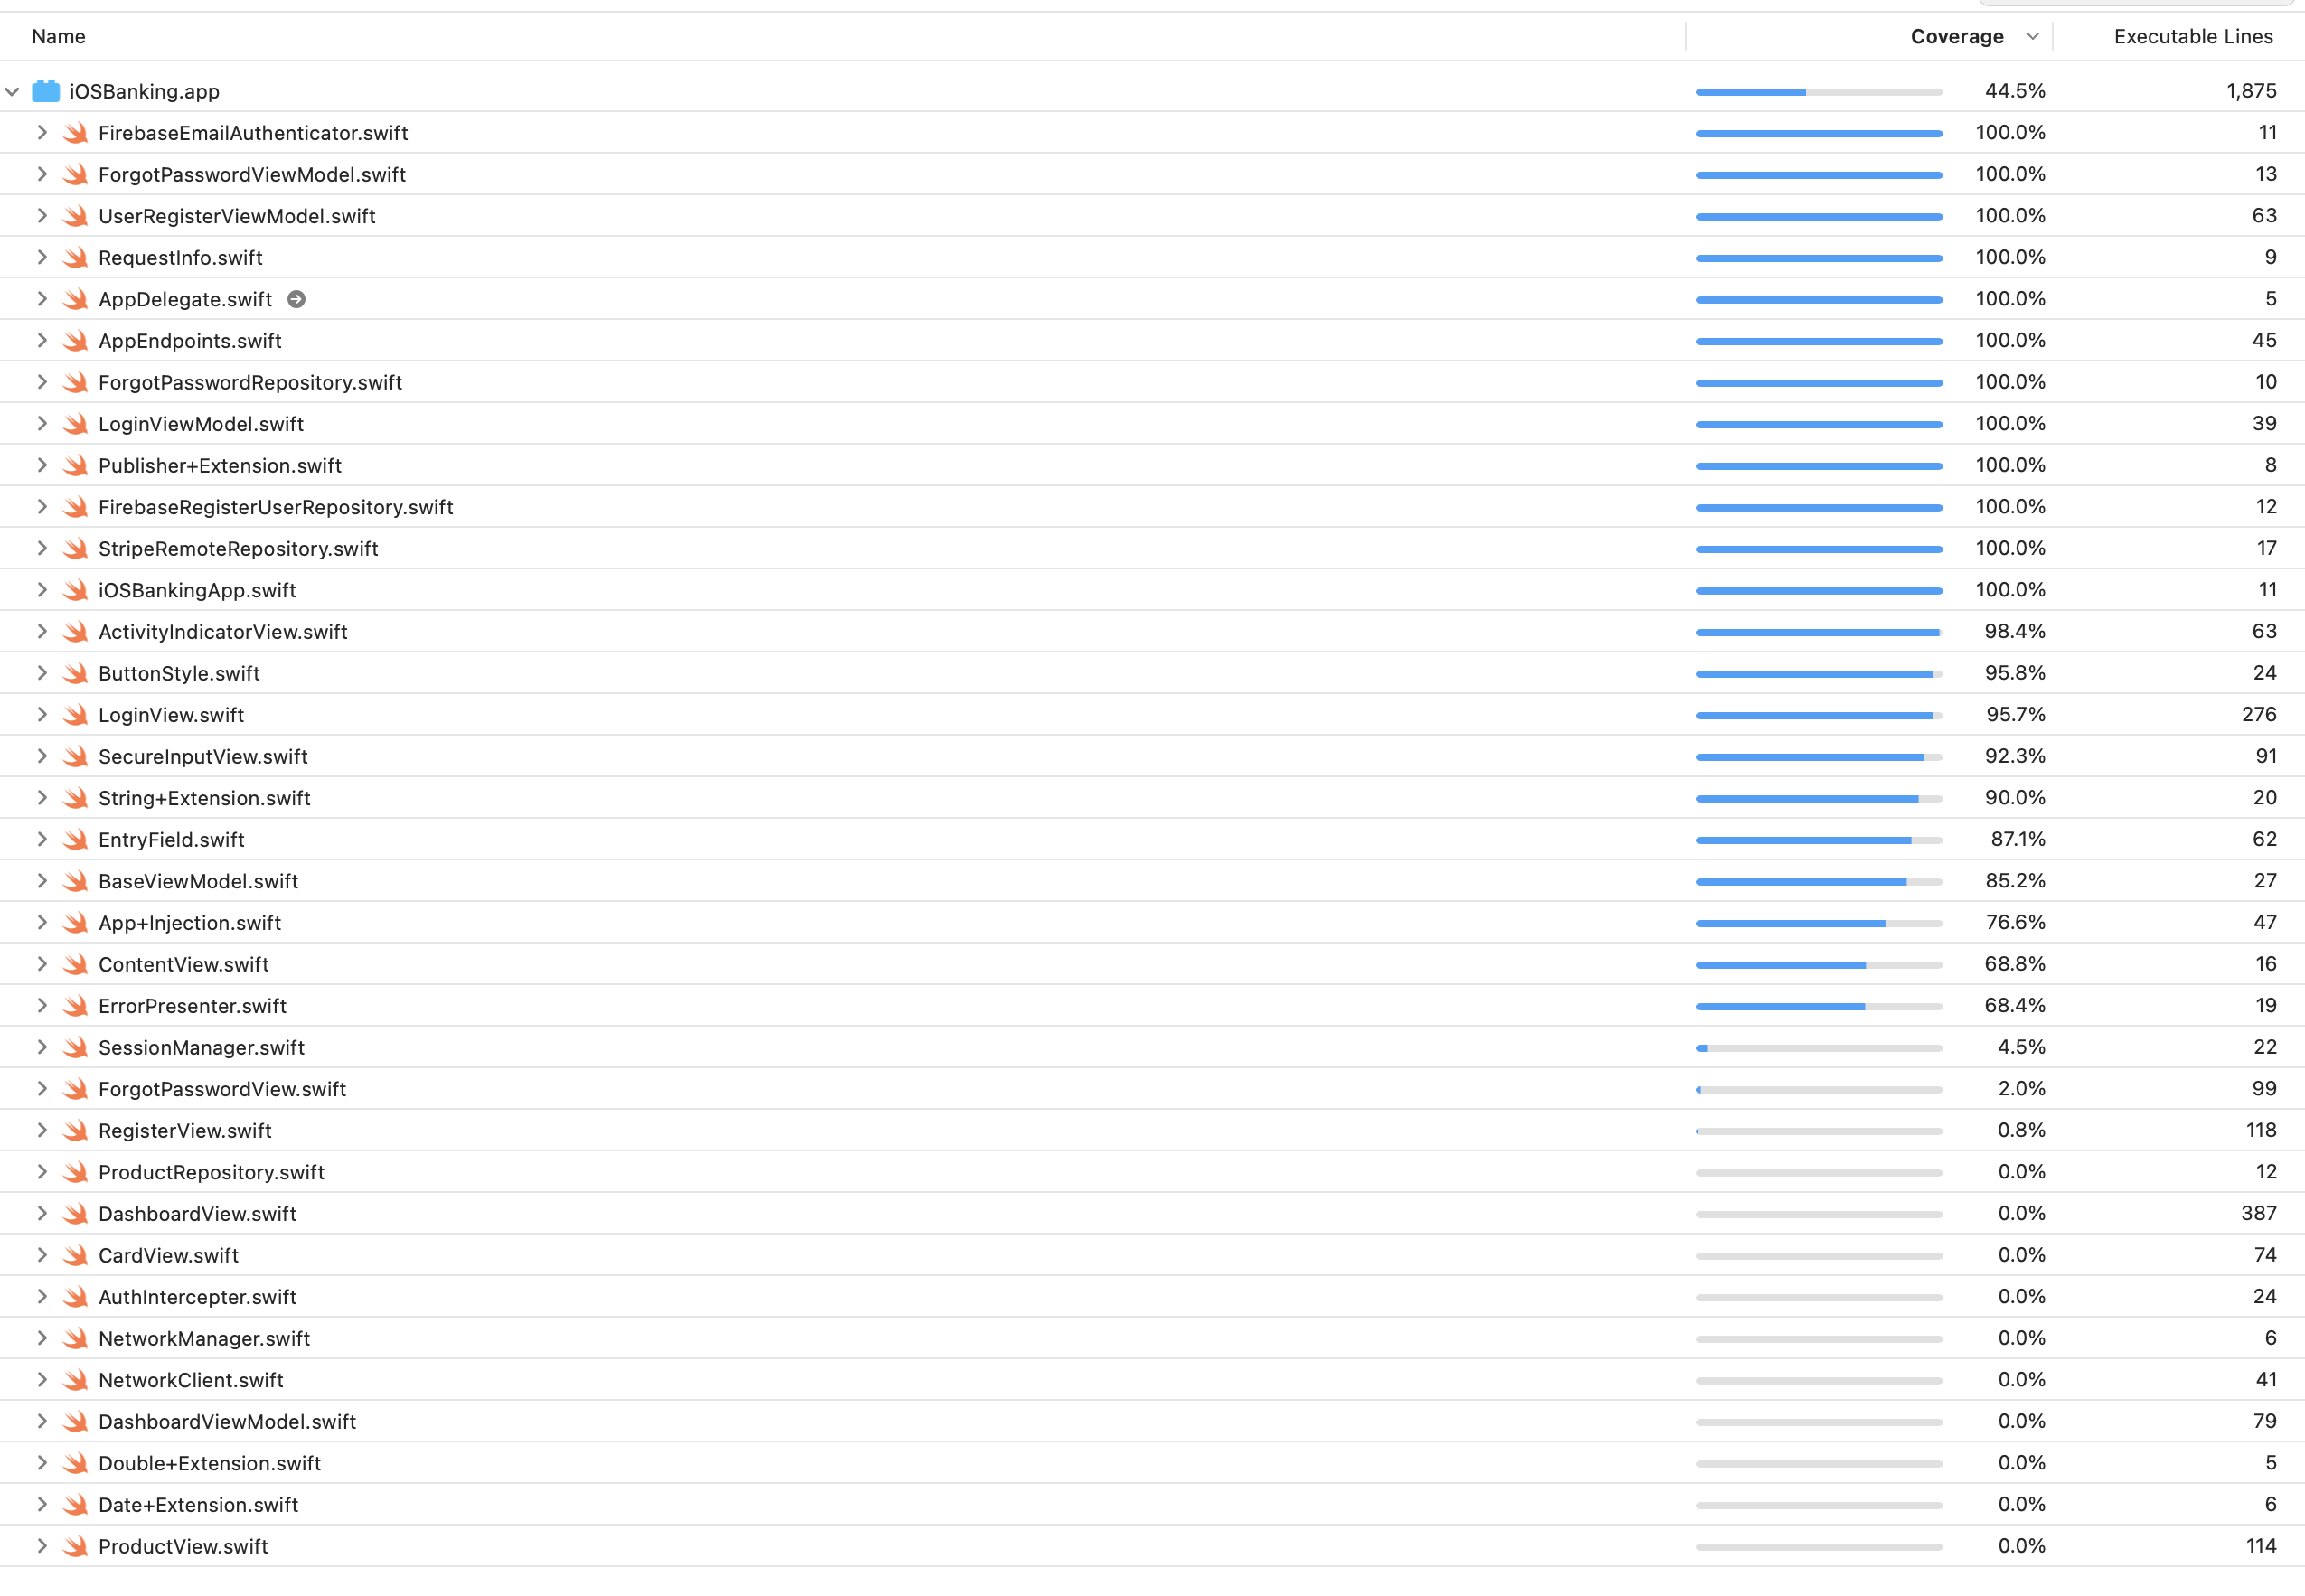 Name Coverage Executable Lines
iOSBanking.app 44.5% 1,875
FirebaseEmailAuthenticator.swift 100.0% 11
ForgotPasswordViewModel.swift 100.0% 13
UserRegisterViewModel.swift 100.0% 63
RequestInfo.swift 100.0% 9
AppDelegate.swift 100.0% 5
AppEndpoints.swift 100.0% 45
ForgotPasswordRepository.swift 100.0% 10
LoginViewModel.swift 100.0% 39
Publisher+Extension.swift 100.0% 8
FirebaseRegisterUserRepository.swift 100.0% 12
StripeRemoteRepository.swift 100.0% 17
iOSBankingApp.swift 100.0% 11
ActivityIndicatorView.swift 98.4% 63
ButtonStyle.swift 95.8% 24
LoginView.swift 95.7% 276
SecureInputView.swift 92.3% 91
String+Extension.swift 90.0% 20
EntryField.swift 87.1% 62
BaseViewModel.swift 85.2% 27
App+Injection.swift 76.6% 47
ContentView.swift 68.8% 16
ErrorPresenter.swift 68.4% 19
SessionManager.swift 4.5% 22
ForgotPasswordView.swift 2.0% 99
RegisterView.swift 0.8% 118
ProductRepository.swift 0.0% 12
DashboardView.swift 0.0% 387
CardView.swift 0.0% 74
AuthIntercepter.swift 0.0% 24
NetworkManager.swift 0.0% 6
NetworkClient.swift 0.0% 41
DashboardViewModel.swift 0.0% 79
Double+Extension.swift 0.0% 5
Date+Extension.swift 0.0% 6
ProductView.swift 0.0% 114